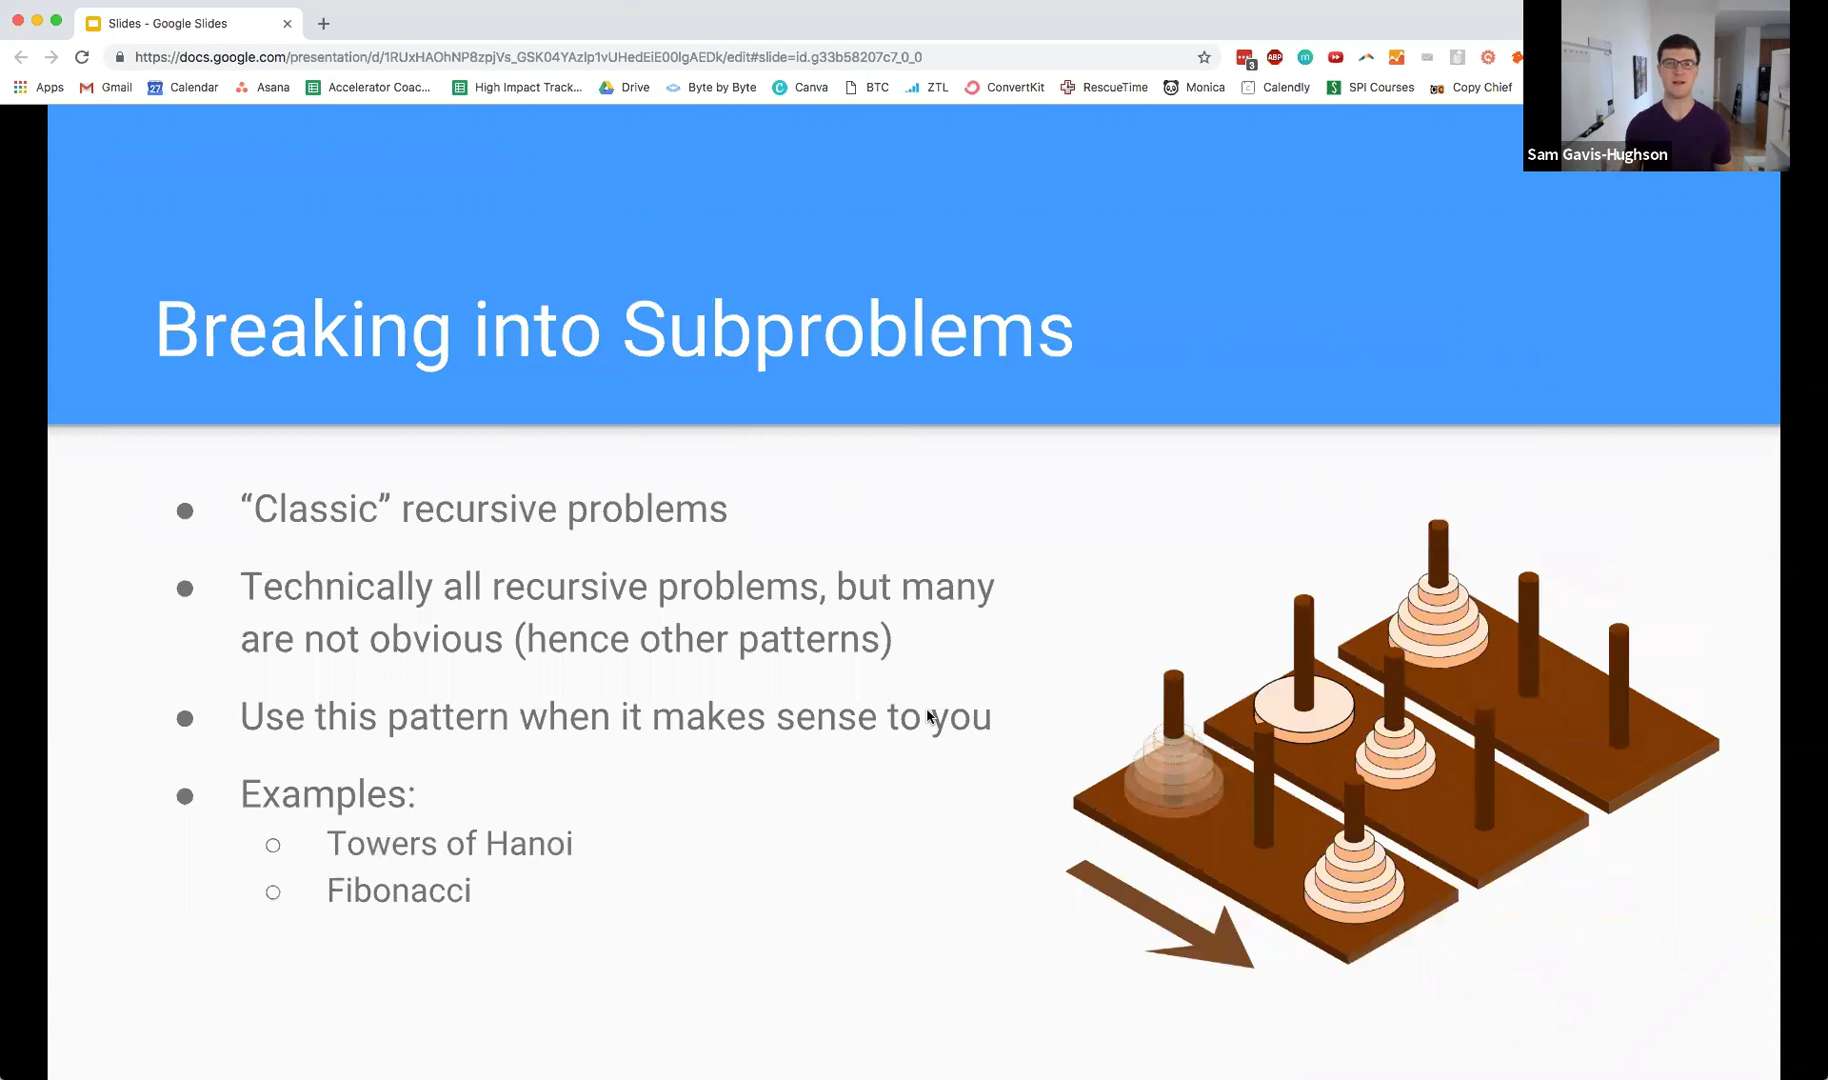 Slides - Google Slides
https://docs.google.com/presentation/d/1RUxHAOhNP8zpjVs_GSK04YAzlp1vUHedEiE00lgAEDk/edit#slide=id.g33b58207c7_0_0
3 ABP m
Apps Gmail 27 Calendar Asana Accelerator Coac... High Impact Track... Drive Byte by Byte Canva BTC ZTL ConvertKit RescueTime Monica Calendly SPI Courses Copy Chief
Sam Gavis-Hughson
Breaking into Subproblems
● “Classic” recursive problems
● Technically all recursive problems, but many
are not obvious (hence other patterns)
● Use this pattern when it makes sense to you
● Examples:
○ Towers of Hanoi
○ Fibonacci